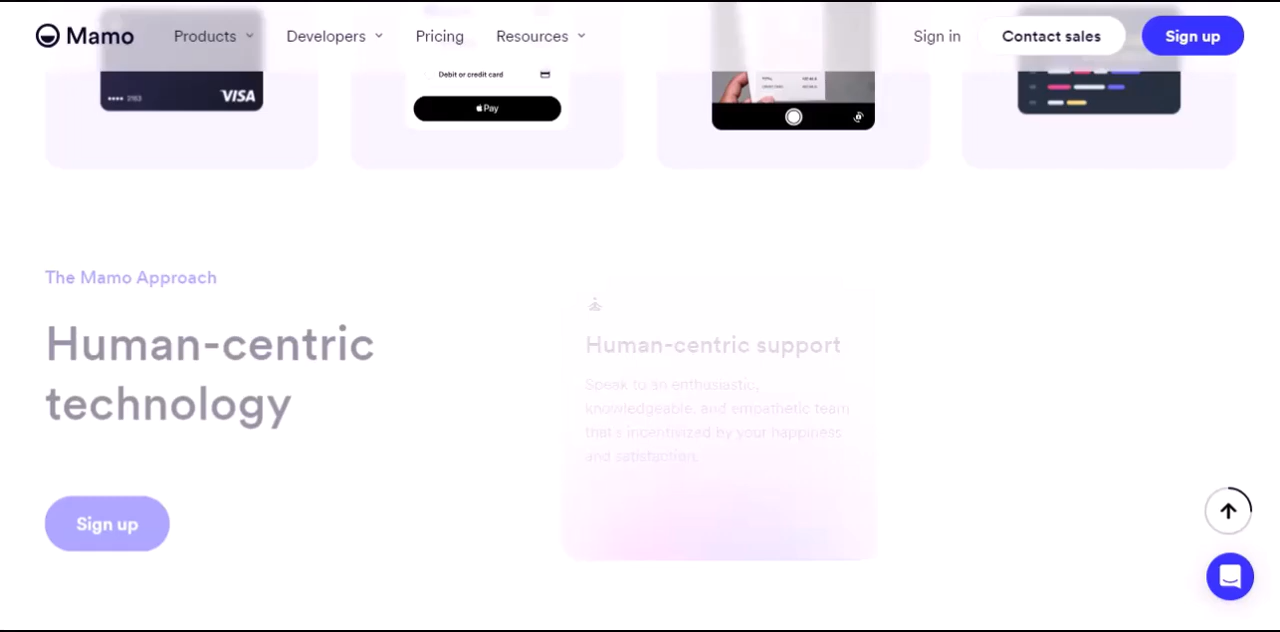 Mamo
Products
Developers
Pricing
Resources
Sign in
Contact sales
Sign up
•••• 2163
VISA
Debit or credit card
Pay
TOTAL
The Mamo Approach
Human-centric
technology
Sign up
Human-centric support
Speak to an enthusiastic,
knowledgeable, and empathetic team
that's incentivized by your happiness
and satisfaction.